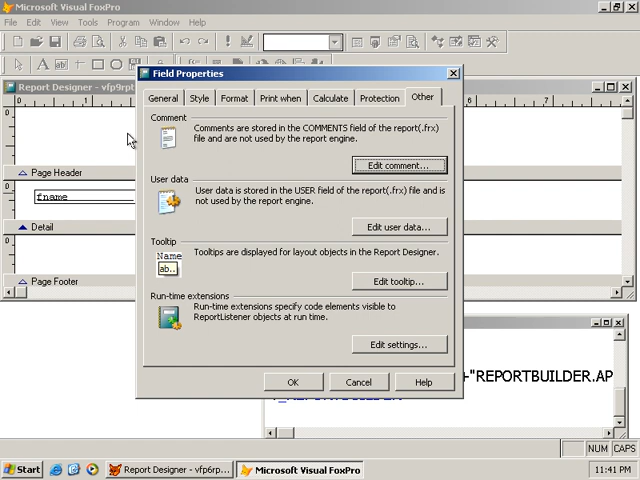 Microsoft Visual FoxPro
File Edit View Tools Program Window Help
Report Designer - vfp9rpt
0 1 6 7
Page Header
fname
Detail
Page Footer
Field Properties
General Style Format Print when Calculate Protection Other
Comment
Comments are stored in the COMMENTS field of the report(.frx)
file and are not used by the report engine.
Edit comment...
User data
User data is stored in the USER field of the report(.frx) file and is
not used by the report engine.
Edit user data...
Tooltip
Name
ab..
Tooltips are displayed for layout objects in the Report Designer.
Edit tooltip...
Run-time extensions
Run-time extensions specify code elements visible to
ReportListener objects at run time.
Edit settings...
OK Cancel Help
+"REPORTBUILDER.AP
NUM CAPS
Start Report Designer - vfp6rp... Microsoft Visual FoxPro 11:41 PM